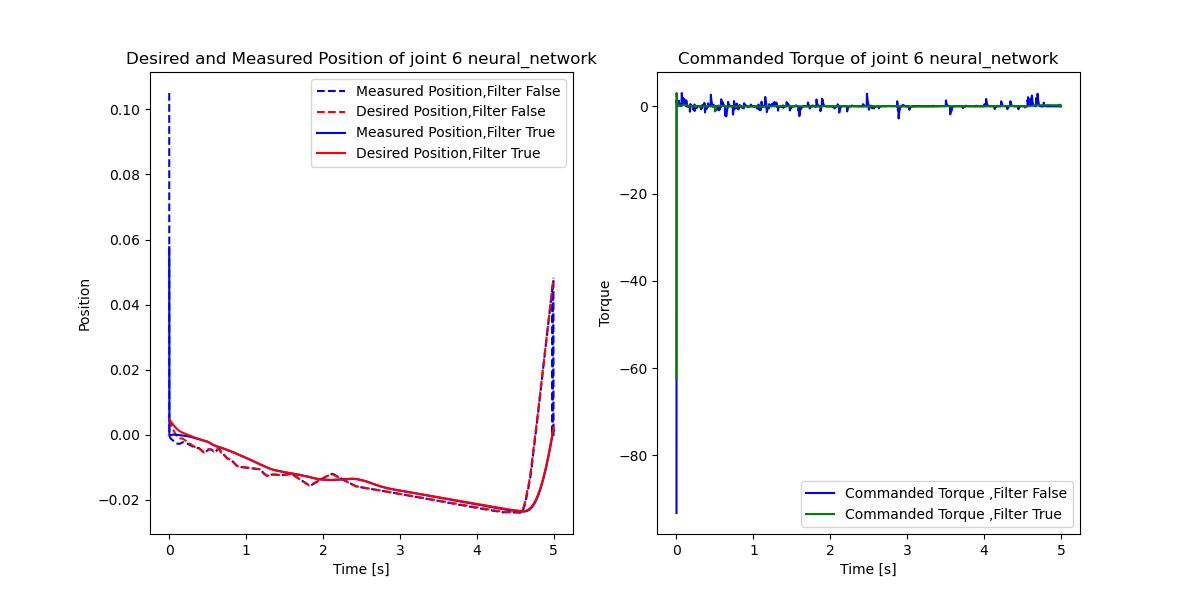 Desired and Measured Position of joint 6 neural_network
Measured Position,Filter False
Desired Position,Filter False
Measured Position,Filter True
Desired Position,Filter True
0.10
0.08
0.06
0.04
0.02
0.00
−0.02
Position
0 1 2 3 4 5
Time [s]
Commanded Torque of joint 6 neural_network
0
−20
−40
−60
−80
Torque
Commanded Torque ,Filter False
Commanded Torque ,Filter True
0 1 2 3 4 5
Time [s]